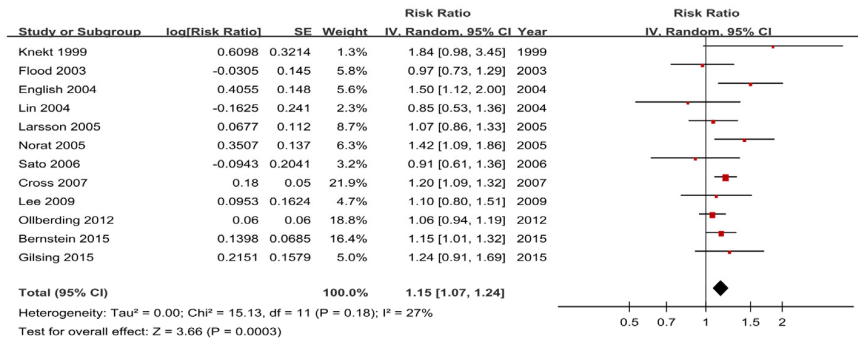 Risk Ratio Risk Ratio
Study or Subgroup log[Risk Ratio] SE Weight IV, Random, 95% CI Year IV, Random, 95% CI
Knekt 1999 0.6098 0.3214 1.3% 1.84 [0.98, 3.45] 1999
Flood 2003 -0.0305 0.145 5.8% 0.97 [0.73, 1.29] 2003
English 2004 0.4055 0.148 5.6% 1.50 [1.12, 2.00] 2004
Lin 2004 -0.1625 0.241 2.3% 0.85 [0.53, 1.36] 2004
Larsson 2005 0.0677 0.112 8.7% 1.07 [0.86, 1.33] 2005
Norat 2005 0.3507 0.137 6.3% 1.42 [1.09, 1.86] 2005
Sato 2006 -0.0943 0.2041 3.2% 0.91 [0.61, 1.36] 2006
Cross 2007 0.18 0.05 21.9% 1.20 [1.09, 1.32] 2007
Lee 2009 0.0953 0.1624 4.7% 1.10 [0.80, 1.51] 2009
Ollberding 2012 0.06 0.06 18.8% 1.06 [0.94, 1.19] 2012
Bernstein 2015 0.1398 0.0685 16.4% 1.15 [1.01, 1.32] 2015
Gilsing 2015 0.2151 0.1579 5.0% 1.24 [0.91, 1.69] 2015
Total (95% CI) 100.0% 1.15 [1.07, 1.24]
Heterogeneity: Tau² = 0.00; Chi² = 15.13, df = 11 (P = 0.18); I² = 27%
Test for overall effect: Z = 3.66 (P = 0.0003)
0.5 0.7 1 1.5 2